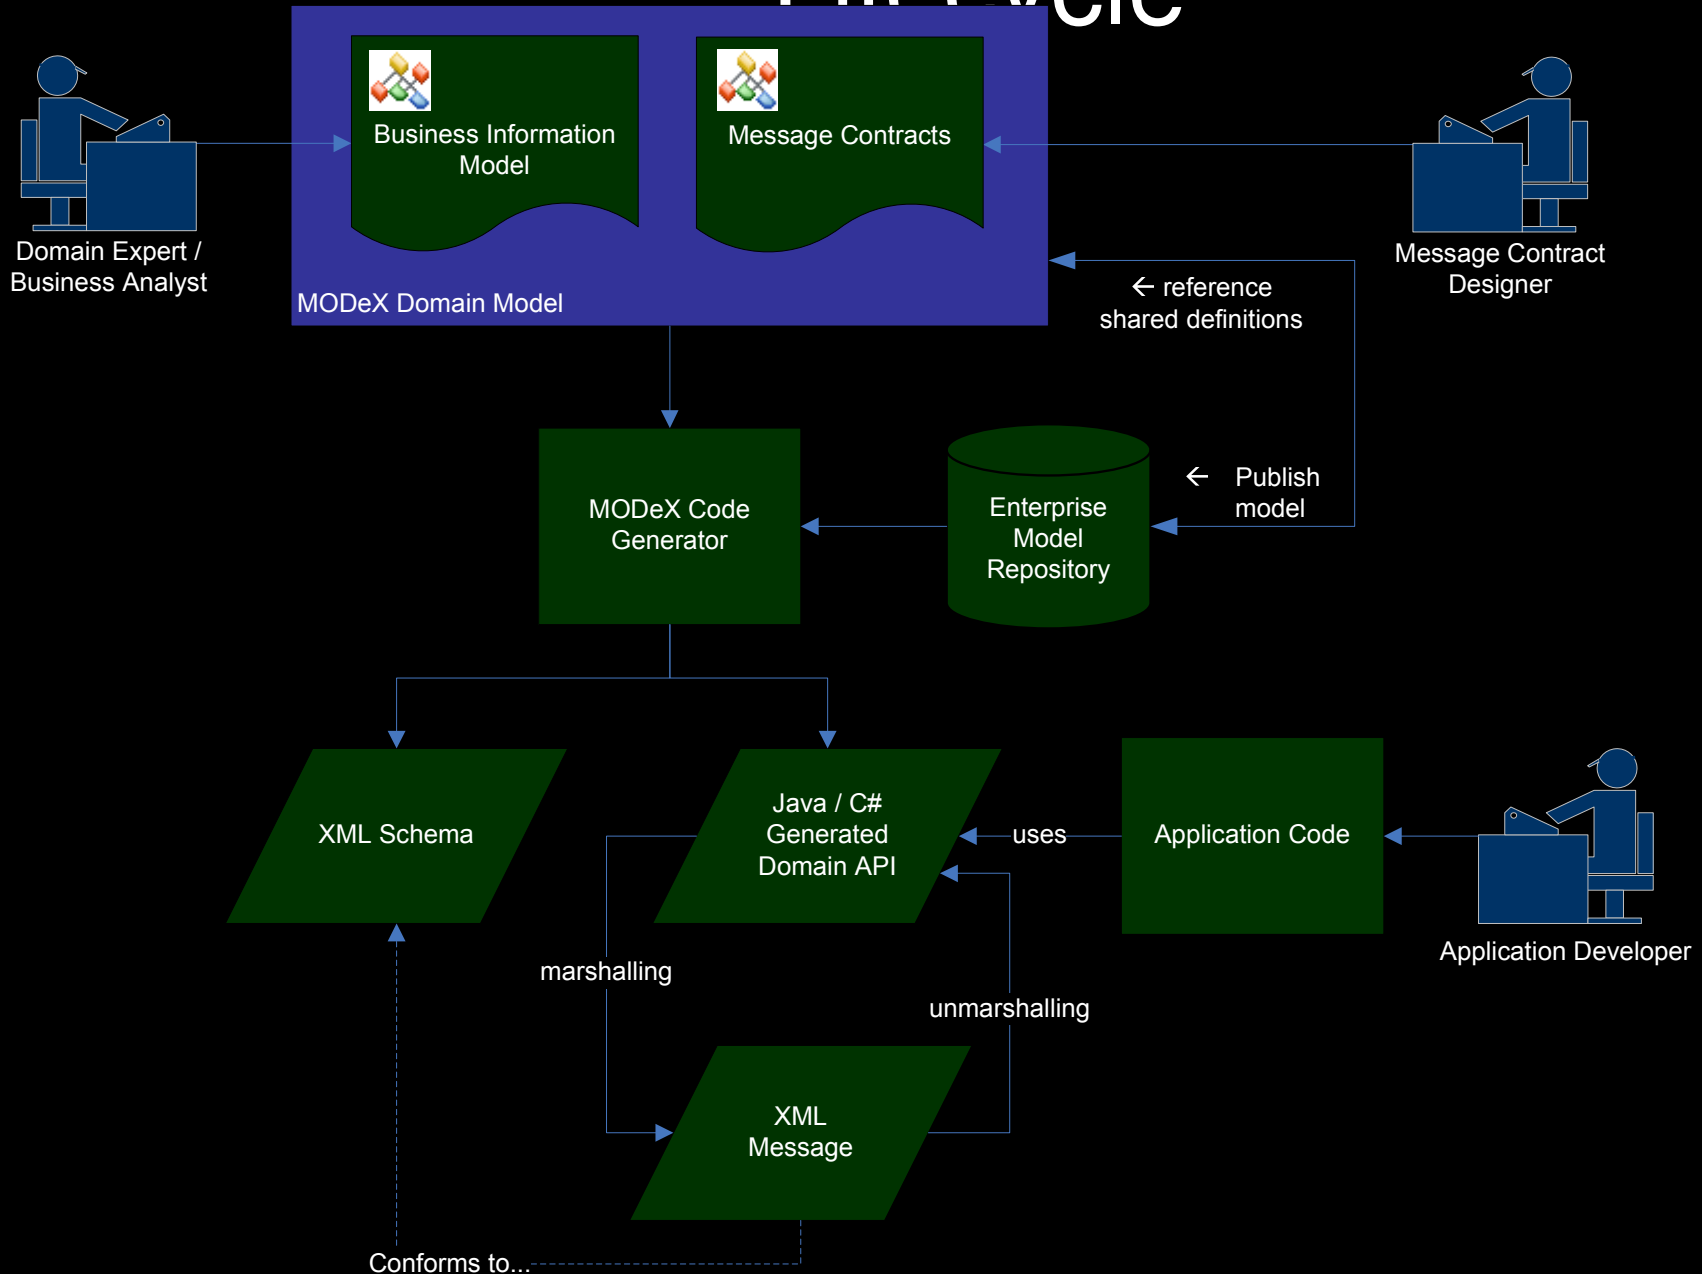 Lifecycle
Business Information
Model
Message Contracts
Domain Expert /
Business Analyst
MODeX Domain Model
Message Contract
Designer
← reference
shared definitions
← Publish
model
MODeX Code
Generator
Enterprise
Model
Repository
XML Schema
Java / C#
Generated
Domain API
uses
Application Code
Application Developer
marshalling
unmarshalling
XML
Message
Conforms to...